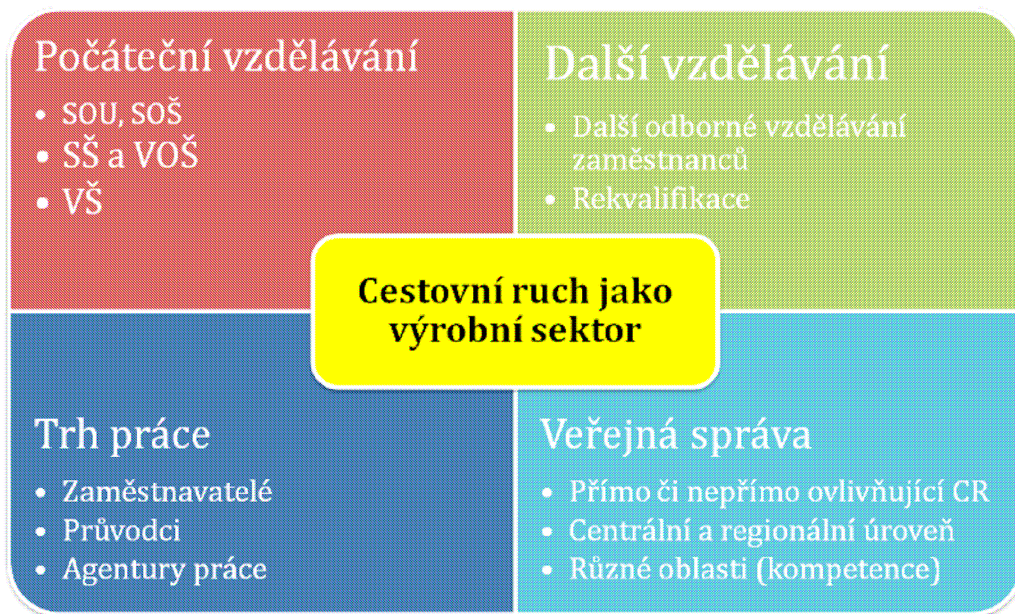 Počáteční vzdělávání
• SOU, SOŠ
• SŠ a VOŠ
• VŠ
Další vzdělávání
• Další odborné vzdělávání
zaměstnanců
• Rekvalifikace
Cestovní ruch jako
výrobní sektor
Trh práce
• Zaměstnavatelé
• Průvodci
• Agentury práce
Veřejná správa
• Přímo či nepřímo ovlivňující CR
• Centrální a regionální úroveň
• Různé oblasti (kompetence)